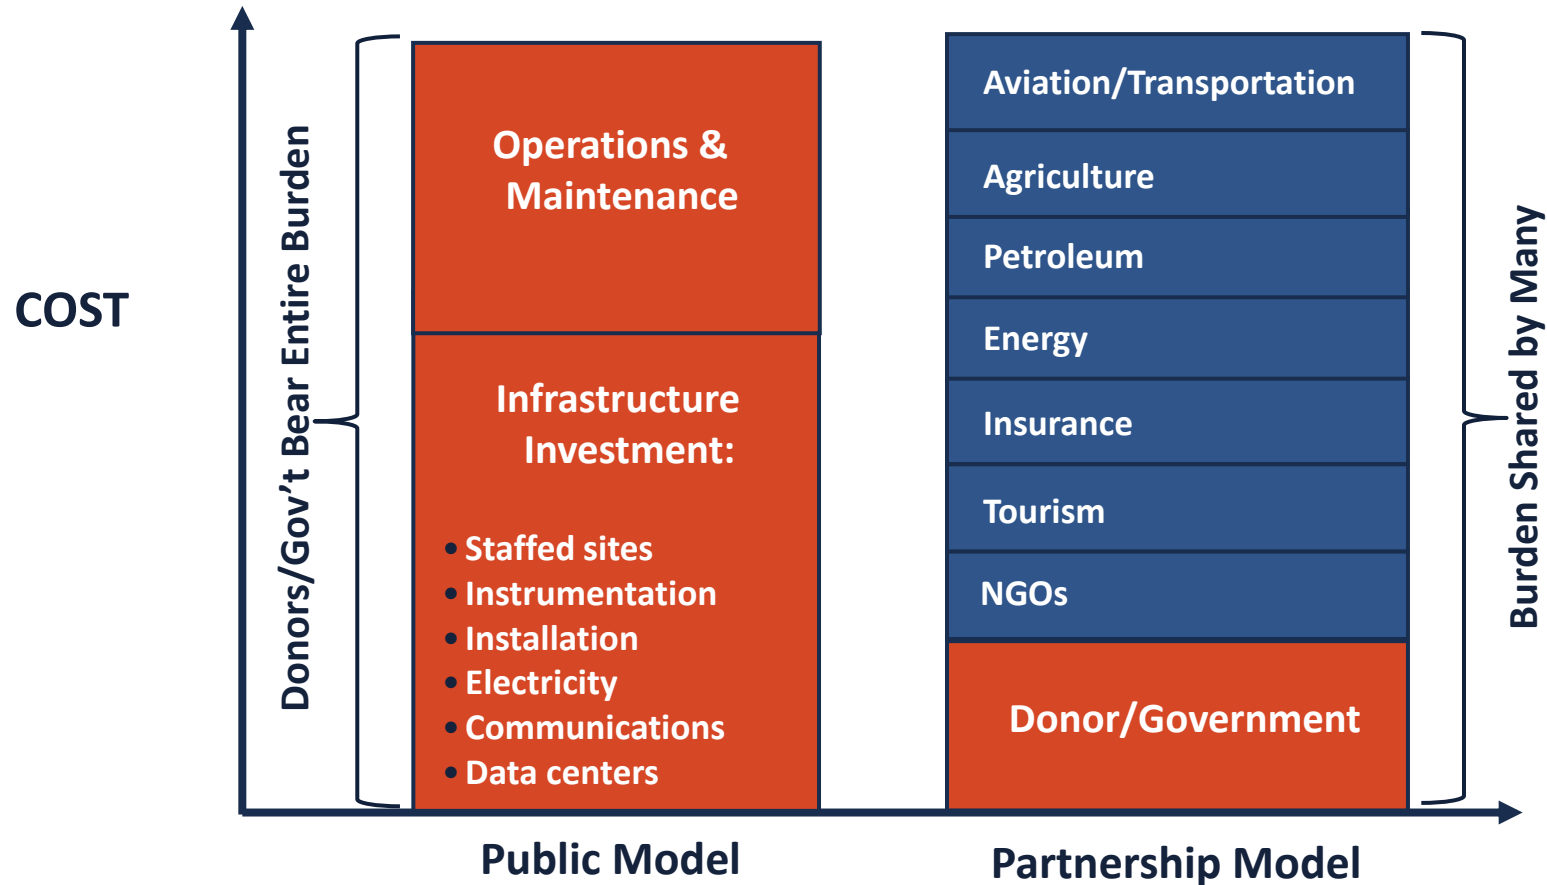 COST
Donors/Gov’t Bear Entire Burden
Operations &
Maintenance
Infrastructure
Investment:
• Staffed sites
• Instrumentation
• Installation
• Electricity
• Communications
• Data centers
Public Model
Aviation/Transportation
Agriculture
Petroleum
Energy
Insurance
Tourism
NGOs
Donor/Government
Partnership Model
Burden Shared by Many